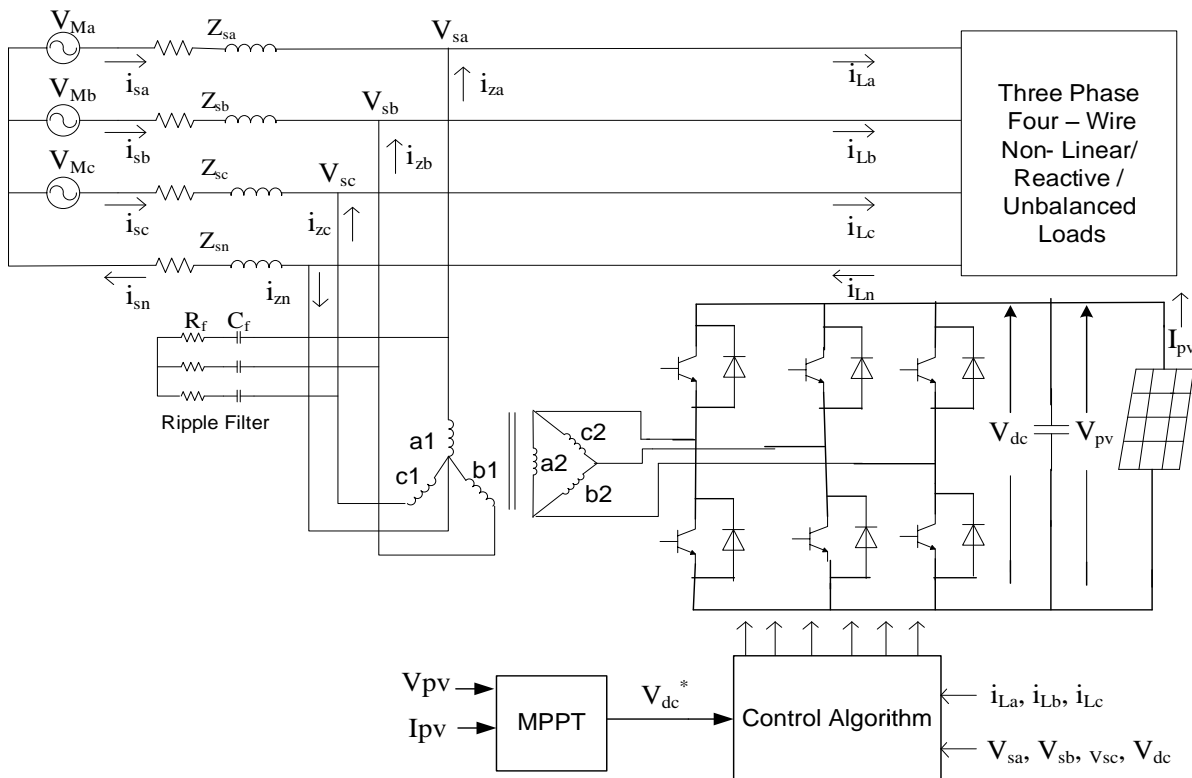 VMa
Zsa
Vsa
isa
iza
iLa
VMb
Zsb
Vsb
isb
izb
iLb
VMc
Zsc
Vsc
isc
izc
iLc
Zsn
isn
izn
iLn
Three Phase
Four – Wire
Non- Linear/
Reactive /
Unbalanced
Loads
Rf
Cf
Ripple Filter
a1
c1
b1
c2
a2
b2
Vdc
Vpv
Ipv
Vpv
Ipv
MPPT
Vdc*
Control Algorithm
iLa, iLb, iLc
Vsa, Vsb, Vsc, Vdc